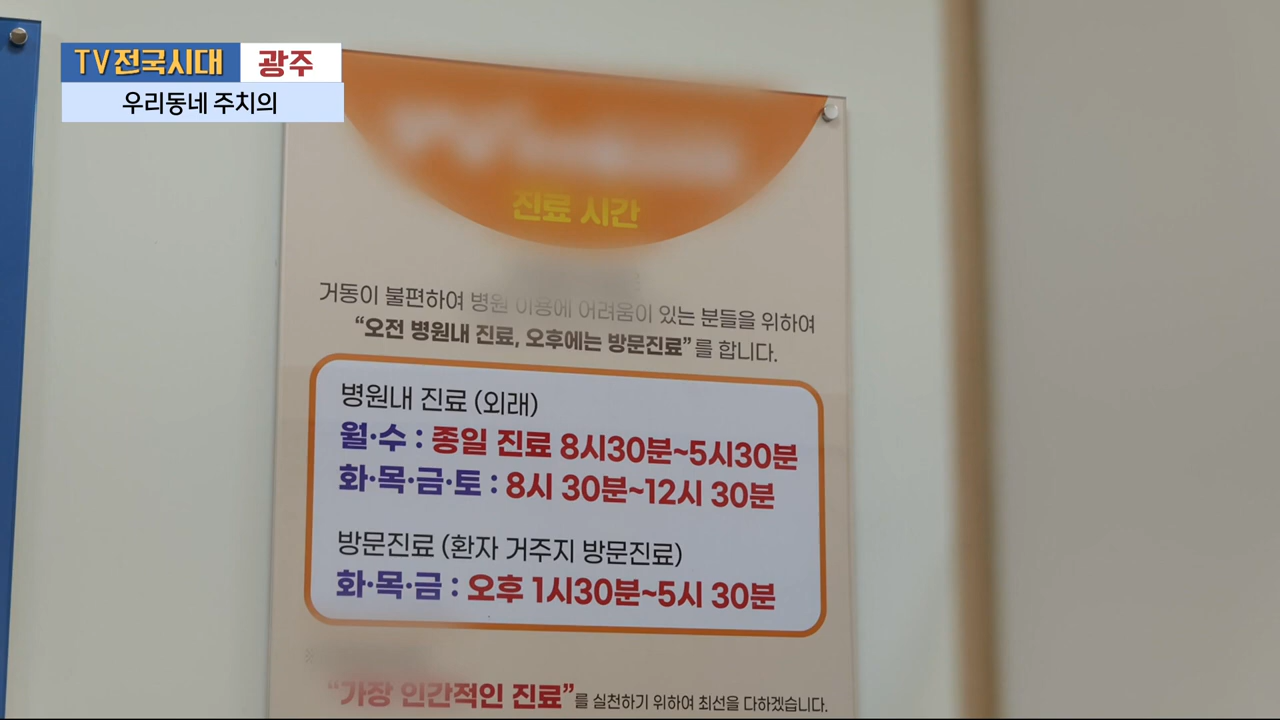 TV전국시대 광주
우리동네 주치의
진료 시간
거동이 불편하여 병원 이용에 어려움이 있는 분들을 위하여
“오전 병원내 진료, 오후에는 방문진료”를 합니다.
병원내 진료 (외래)
월·수 : 종일 진료 8시30분~5시30분
화·목·금·토 : 8시 30분~12시 30분
방문진료 (환자 거주지 방문진료)
화·목·금 : 오후 1시30분~5시 30분
“가장 인간적인 진료”를 실천하기 위하여 최선을 다하겠습니다.